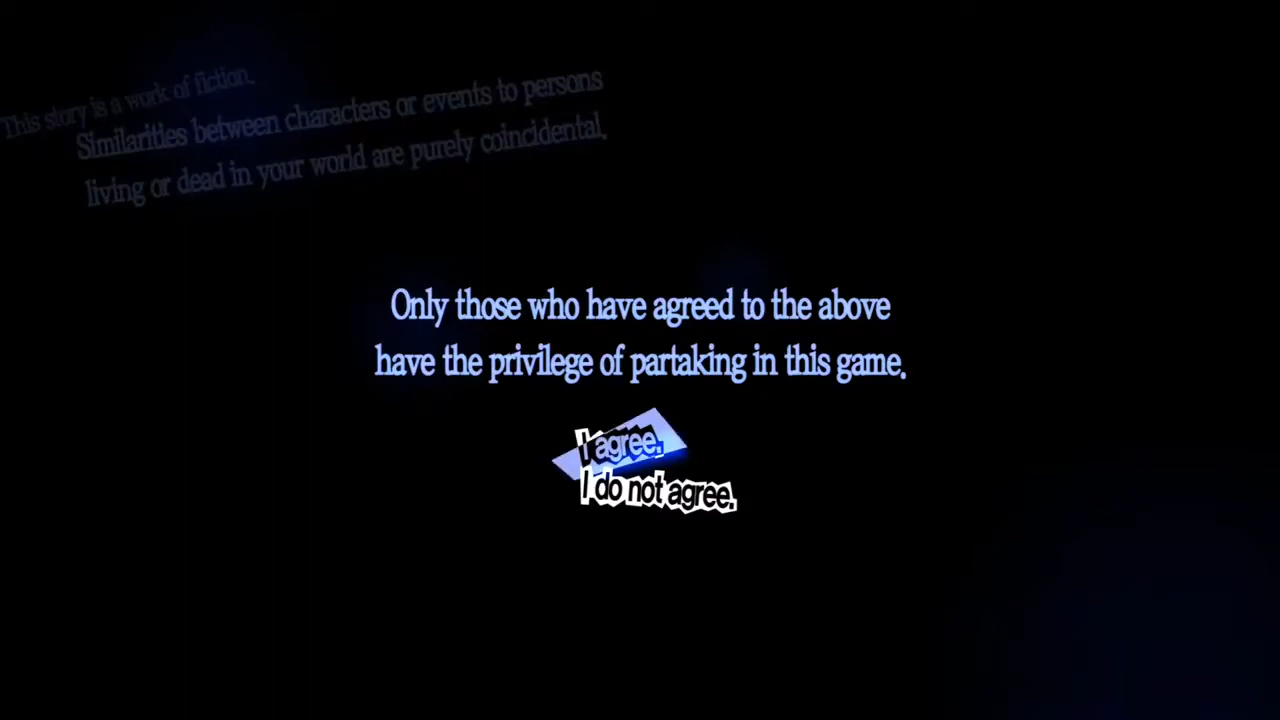 This story is a work of fiction.
Similarities between characters or events to persons
living or dead in your world are purely coincidental.
Only those who have agreed to the above
have the privilege of partaking in this game.
I agree.
I do not agree.